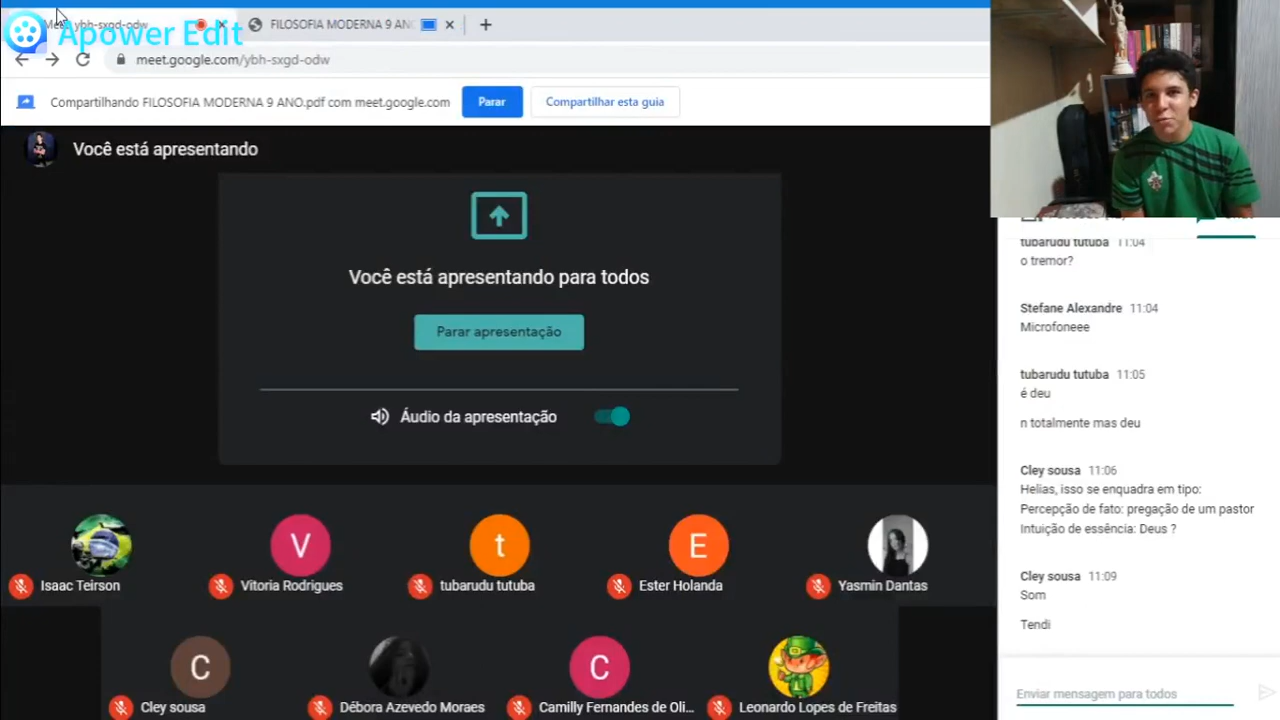 ybh-sxgd-odw
FILOSOFIA MODERNA 9 ANO
Apower Edit
meet.google.com/ybh-sxgd-odw
Compartilhando FILOSOFIA MODERNA 9 ANO.pdf com meet.google.com
Parar
Compartilhar esta guia
Você está apresentando
Você está apresentando para todos
Parar apresentação
Áudio da apresentação
Isaac Teirson
V
Vitoria Rodrigues
t
tubarudu tutuba
E
Ester Holanda
Yasmin Dantas
C
Cley sousa
Débora Azevedo Moraes
C
Camilly Fernandes de Oli...
Leonardo Lopes de Freitas
tubarudu tutuba 11:04
o tremor?
Stefane Alexandre 11:04
Microfoneee
tubarudu tutuba 11:05
é deu
n totalmente mas deu
Cley sousa 11:06
Helias, isso se enquadra em tipo:
Percepção de fato: pregação de um pastor
Intuição de essência: Deus ?
Cley sousa 11:09
Som
Tendi
Enviar mensagem para todos